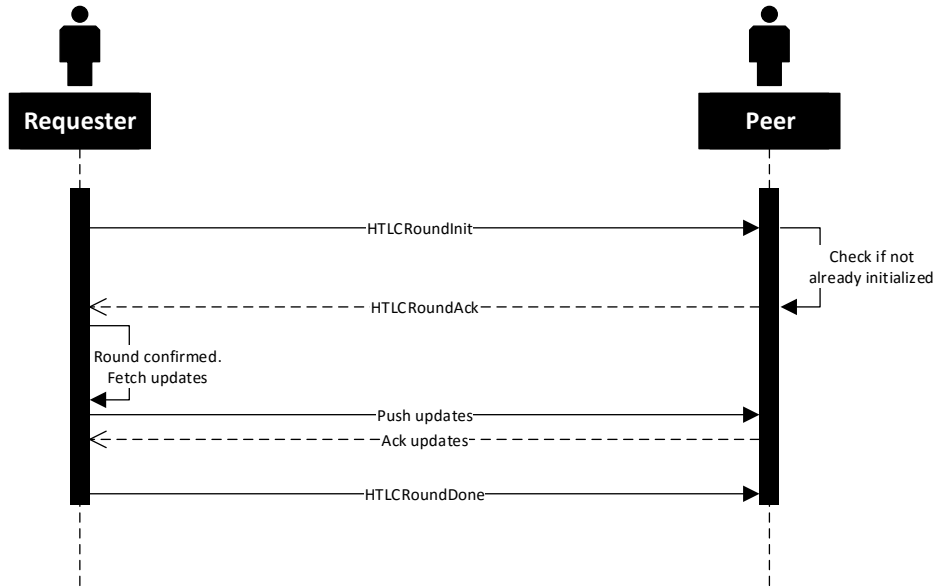 Requester
Peer
HTLCRoundInit
Check if not
already initialized
HTLCRoundAck
Round confirmed.
Fetch updates
Push updates
Ack updates
HTLCRoundDone